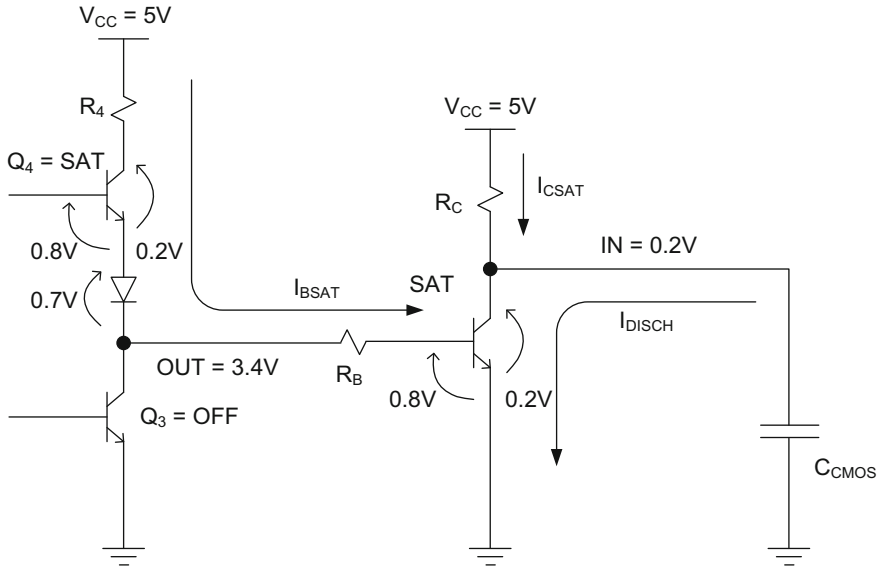 V_CC = 5V
R_4
Q_4 = SAT
0.8V
0.2V
0.7V
I_BSAT
OUT = 3.4V
R_B
Q_3 = OFF
V_CC = 5V
R_C
I_CSAT
IN = 0.2V
SAT
I_DISCH
0.8V
0.2V
C_CMOS